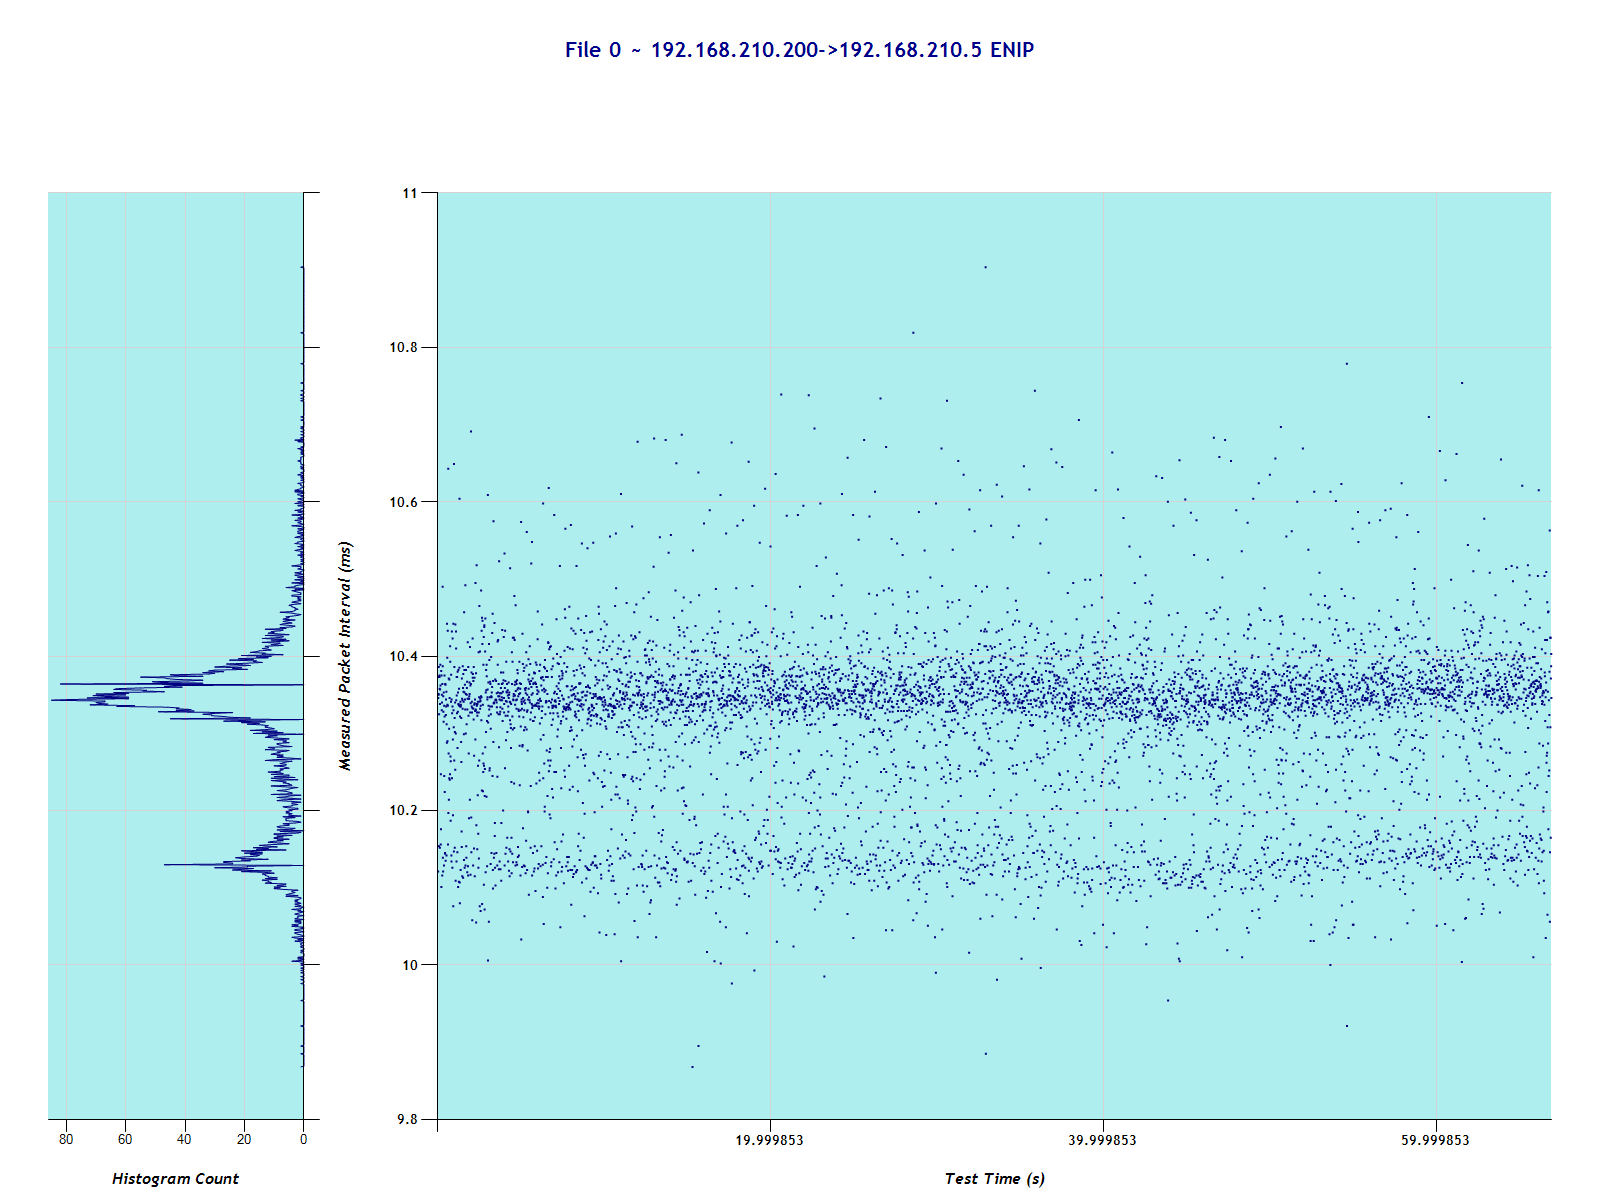 File 0 ~ 192.168.210.200->192.168.210.5 ENIP
11
10.8
10.6
10.4
10.2
10
9.8
Measured Packet Interval (ms)
80 60 40 20 0
19.999853 39.999853 59.999853
Histogram Count
Test Time (s)